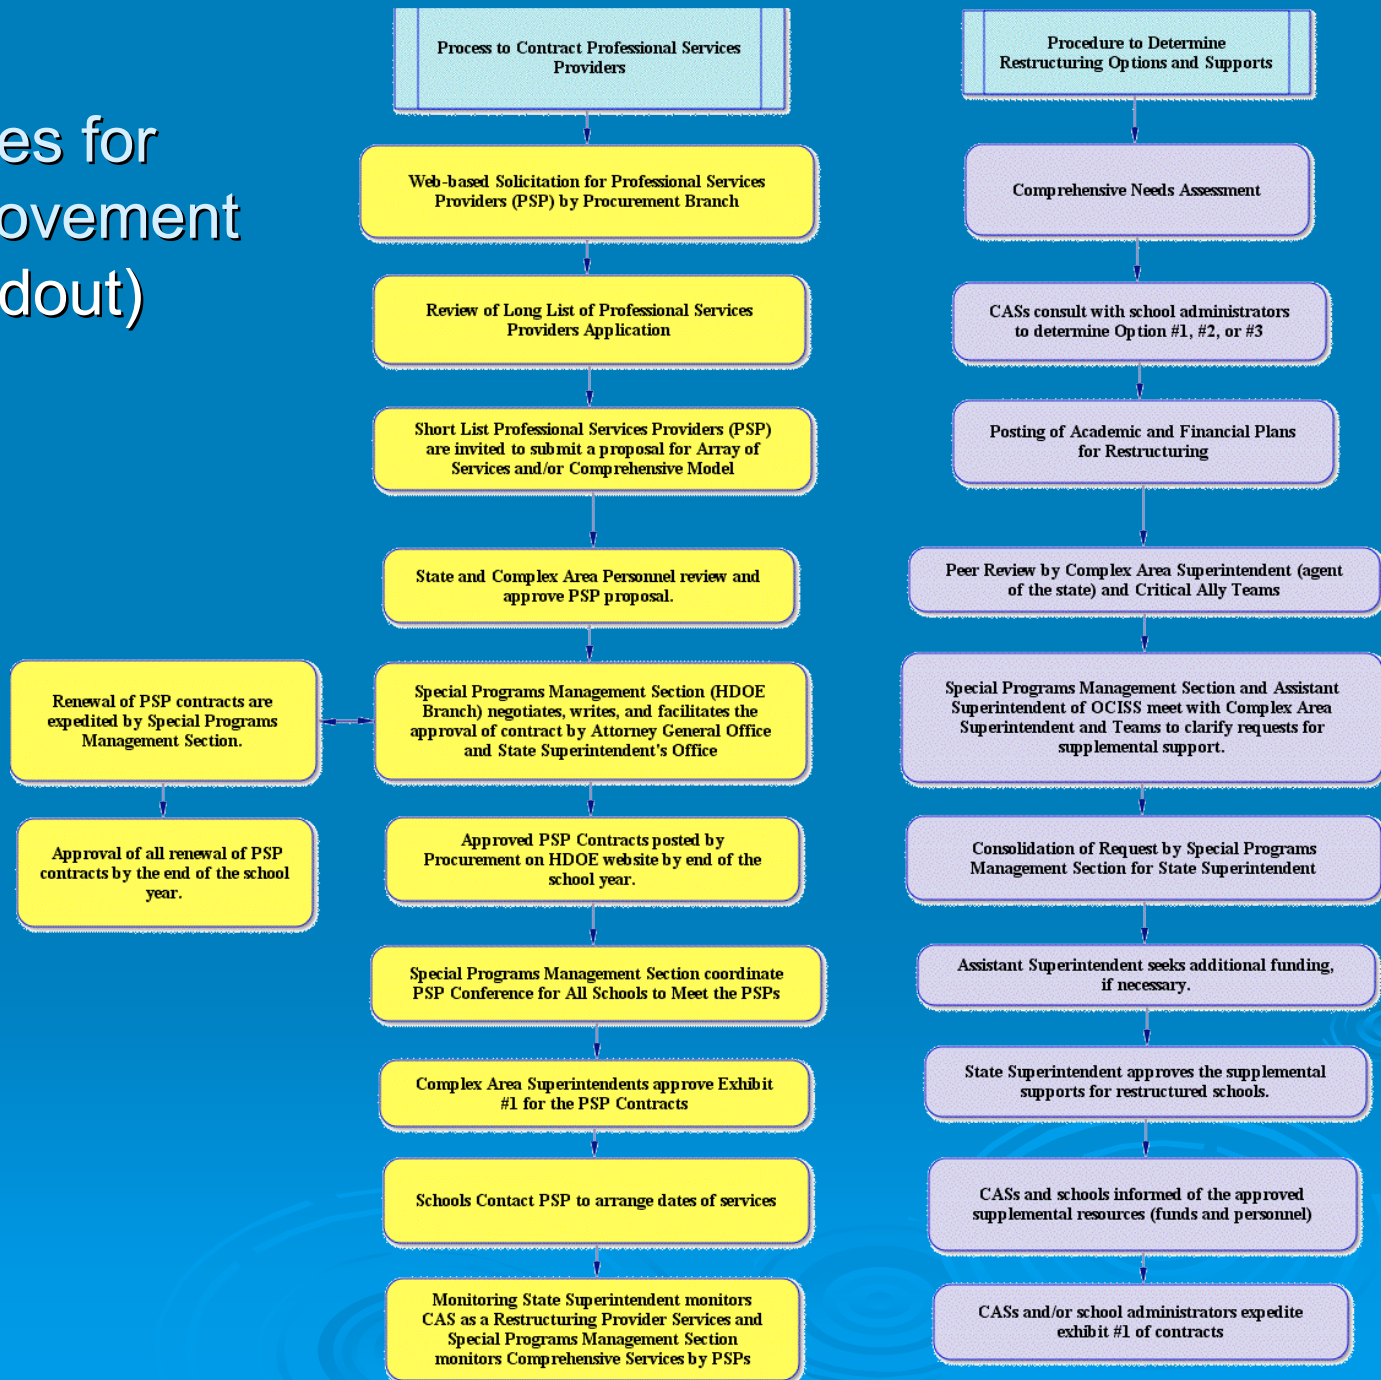 es for
ovement
dout)
Process to Contract Professional Services
Providers
Web-based Solicitation for Professional Services
Providers (PSP) by Procurement Branch
Review of Long List of Professional Services
Providers Application
Short List Professional Services Providers (PSP)
are invited to submit a proposal for Array of
Services and/or Comprehensive Model
State and Complex Area Personnel review and
approve PSP proposal.
Special Programs Management Section (HDOE
Branch) negotiates, writes, and facilitates the
approval of contract by Attorney General Office
and State Superintendent's Office
Renewal of PSP contracts are
expedited by Special Programs
Management Section.
Approval of all renewal of PSP
contracts by the end of the school
year.
Approved PSP Contracts posted by
Procurement on HDOE website by end of the
school year.
Special Programs Management Section coordinate
PSP Conference for All Schools to Meet the PSPs
Complex Area Superintendents approve Exhibit
#1 for the PSP Contracts
Schools Contact PSP to arrange dates of services
Monitoring State Superintendent monitors
CAS as a Restructuring Provider Services and
Special Programs Management Section
monitors Comprehensive Services by PSPs
Procedure to Determine
Restructuring Options and Supports
Comprehensive Needs Assessment
CASs consult with school administrators
to determine Option #1, #2, or #3
Posting of Academic and Financial Plans
for Restructuring
Peer Review by Complex Area Superintendent (agent
of the state) and Critical Ally Teams
Special Programs Management Section and Assistant
Superintendent of OCISS meet with Complex Area
Superintendent and Teams to clarify requests for
supplemental support.
Consolidation of Request by Special Programs
Management Section for State Superintendent
Assistant Superintendent seeks additional funding,
if necessary.
State Superintendent approves the supplemental
supports for restructured schools.
CASs and schools informed of the approved
supplemental resources (funds and personnel)
CASs and/or school administrators expedite
exhibit #1 of contracts